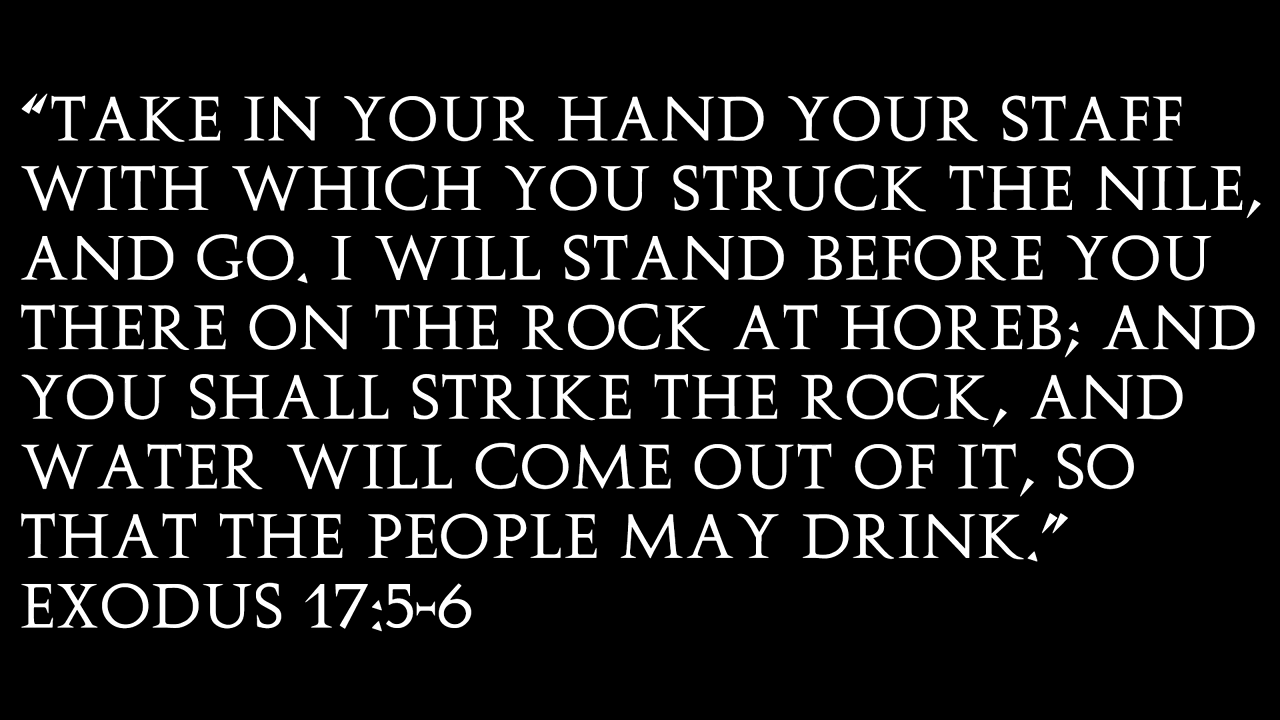 “TAKE IN YOUR HAND YOUR STAFF
WITH WHICH YOU STRUCK THE NILE,
AND GO. I WILL STAND BEFORE YOU
THERE ON THE ROCK AT HOREB; AND
YOU SHALL STRIKE THE ROCK, AND
WATER WILL COME OUT OF IT, SO
THAT THE PEOPLE MAY DRINK.”
EXODUS 17:5-6